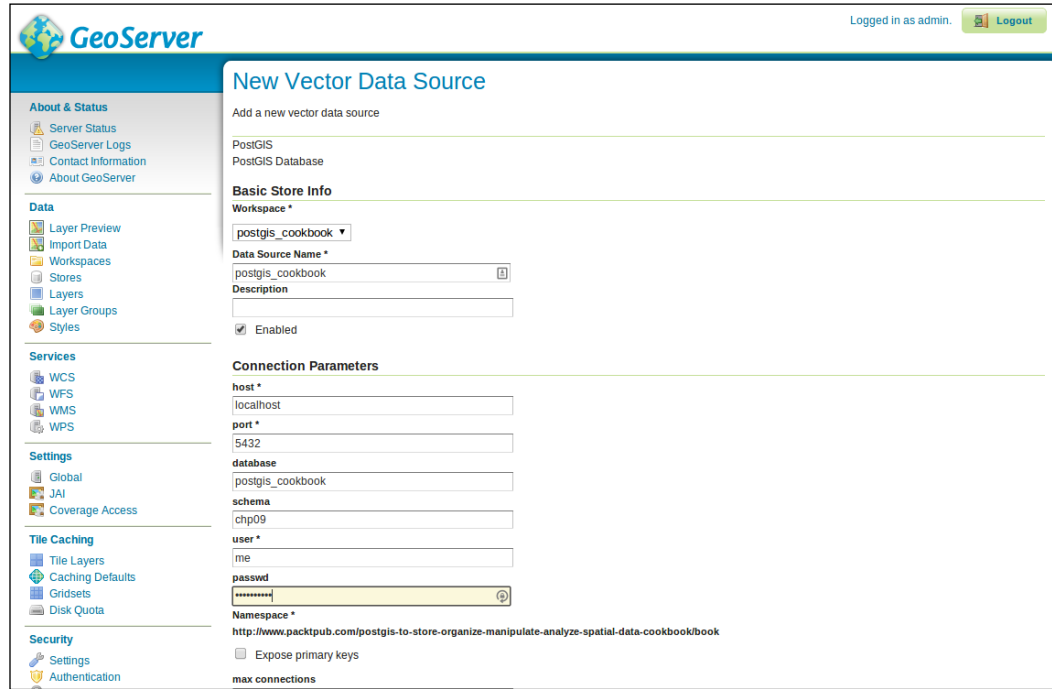 GeoServer
Logged in as admin.
Logout
About & Status
Server Status
GeoServer Logs
Contact Information
About GeoServer
Data
Layer Preview
Import Data
Workspaces
Stores
Layers
Layer Groups
Styles
Services
WCS
WFS
WMS
WPS
Settings
Global
JAI
Coverage Access
Tile Caching
Tile Layers
Caching Defaults
Gridsets
Disk Quota
Security
Settings
Authentication
New Vector Data Source
Add a new vector data source
PostGIS
PostGIS Database
Basic Store Info
Workspace *
postgis_cookbook
Data Source Name *
postgis_cookbook
Description
Enabled
Connection Parameters
host *
localhost
port *
5432
database
postgis_cookbook
schema
chp09
user *
me
passwd
••••••••••
Namespace *
http://www.packtpub.com/postgis-to-store-organize-manipulate-analyze-spatial-data-cookbook/book
Expose primary keys
max connections